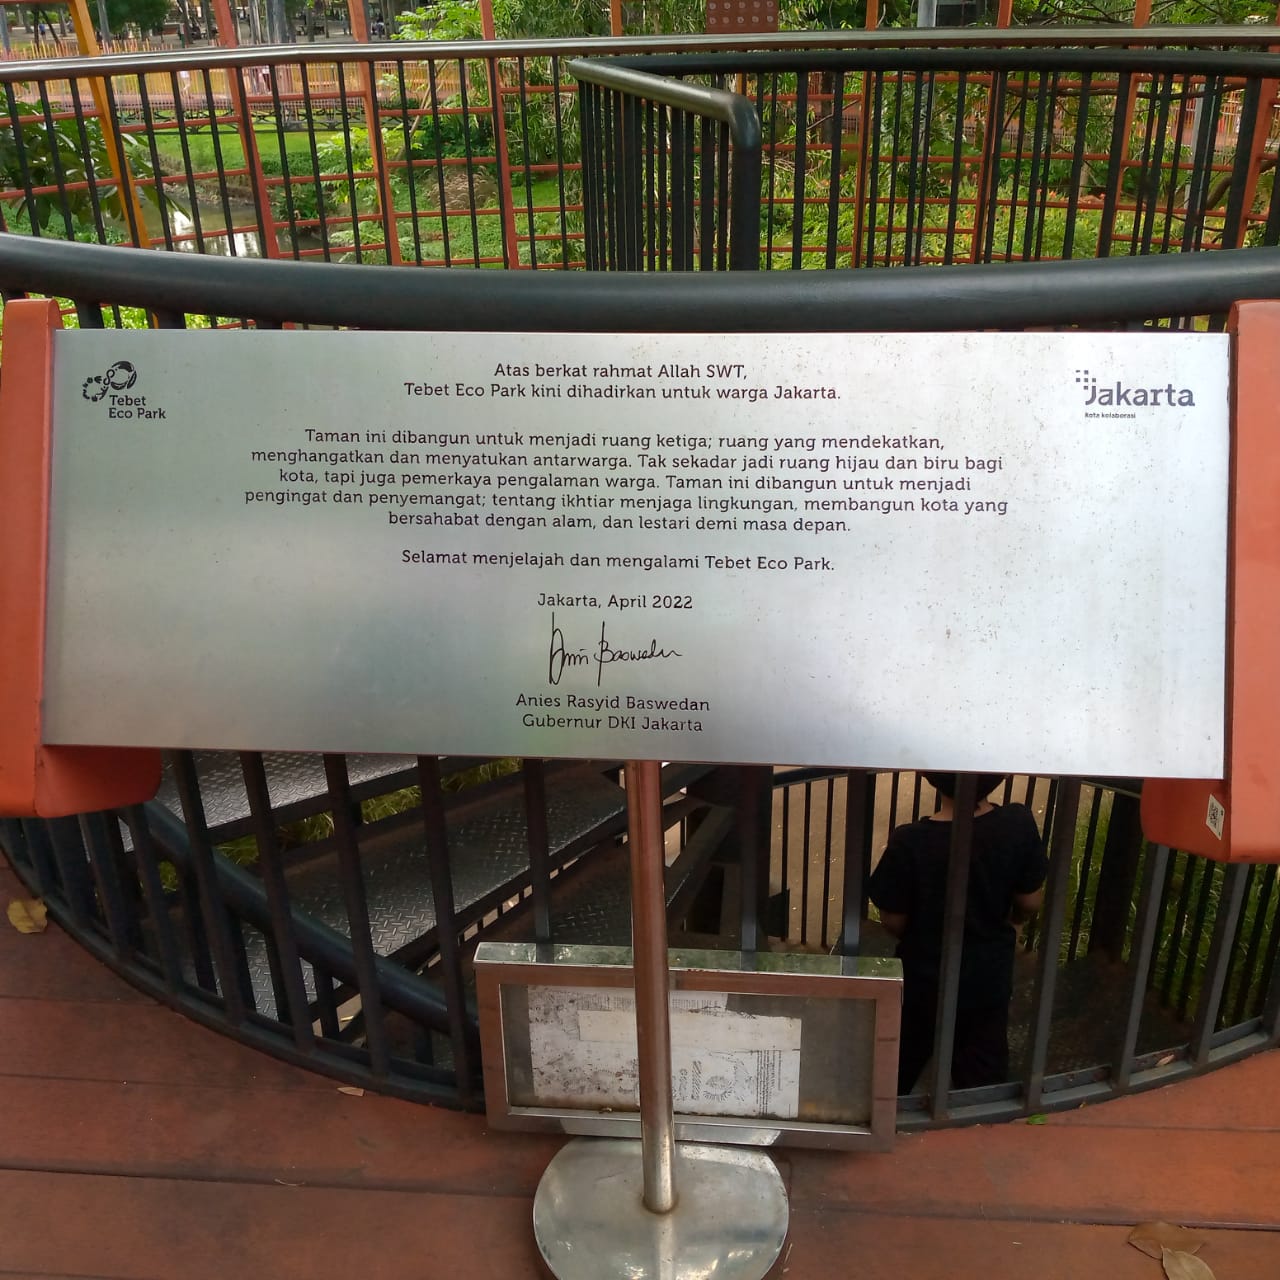 Tebet
Eco Park
Jakarta
kota kolaborasi
Atas berkat rahmat Allah SWT,
Tebet Eco Park kini dihadirkan untuk warga Jakarta.
Taman ini dibangun untuk menjadi ruang ketiga; ruang yang mendekatkan,
menghangatkan dan menyatukan antarwarga. Tak sekadar jadi ruang hijau dan biru bagi
kota, tapi juga pemerkaya pengalaman warga. Taman ini dibangun untuk menjadi
pengingat dan penyemangat; tentang ikhtiar menjaga lingkungan, membangun kota yang
bersahabat dengan alam, dan lestari demi masa depan.
Selamat menjelajah dan mengalami Tebet Eco Park.
Jakarta, April 2022
Anies Baswedan
Anies Rasyid Baswedan
Gubernur DKI Jakarta